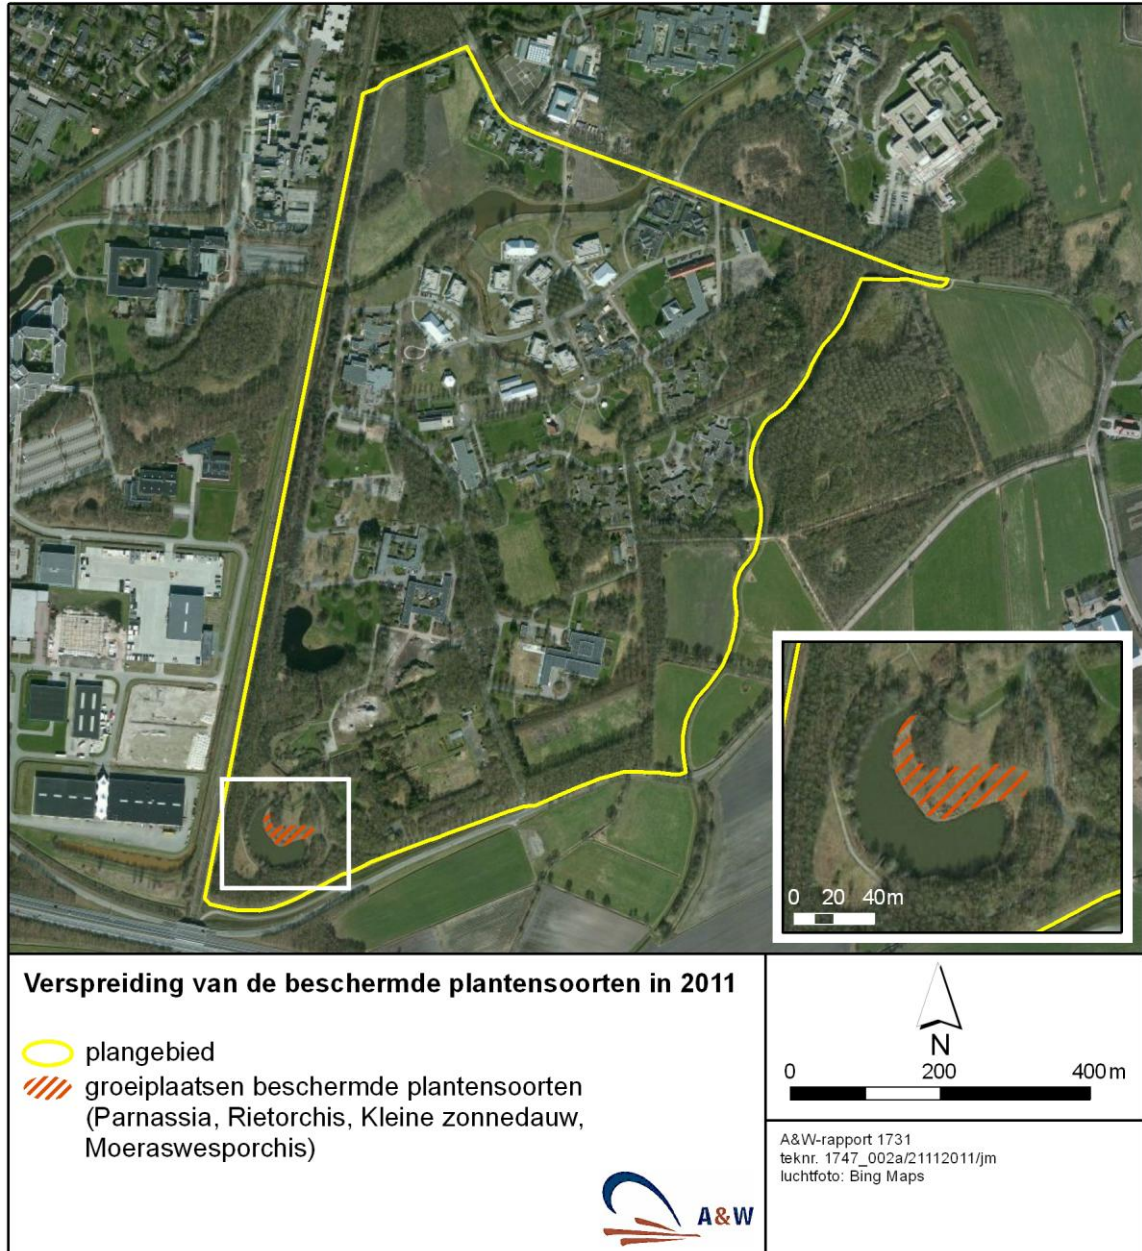 0 20 40m
Verspreiding van de beschermde plantensoorten in 2011
plangebied
groeiplaatsen beschermde plantensoorten
(Parnassia, Rietorchis, Kleine zonnedauw,
Moeraswesporchis)
A&W
N
0 200 400m
A&W-rapport 1731
teknr. 1747_002a/21112011/jm
luchtfoto: Bing Maps